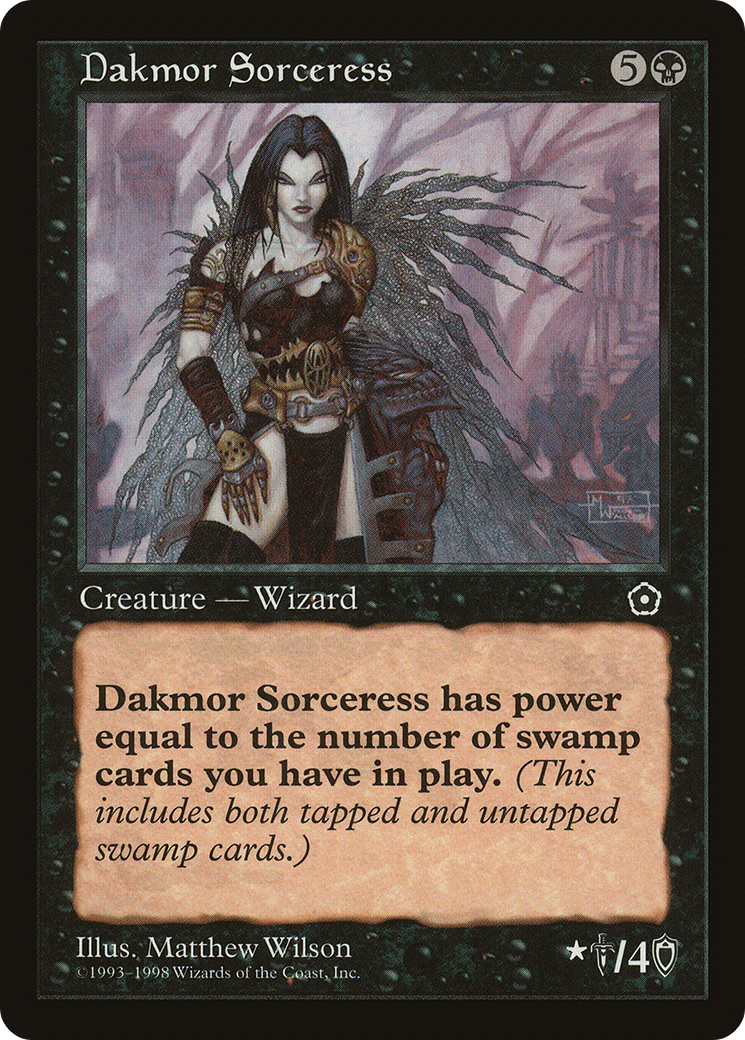 Dakmor Sorceress 5
Creature — Wizard
Dakmor Sorceress has power
equal to the number of swamp
cards you have in play. (This
includes both tapped and untapped
swamp cards.)
Illus. Matthew Wilson
©1993–1998 Wizards of the Coast, Inc.
★/4